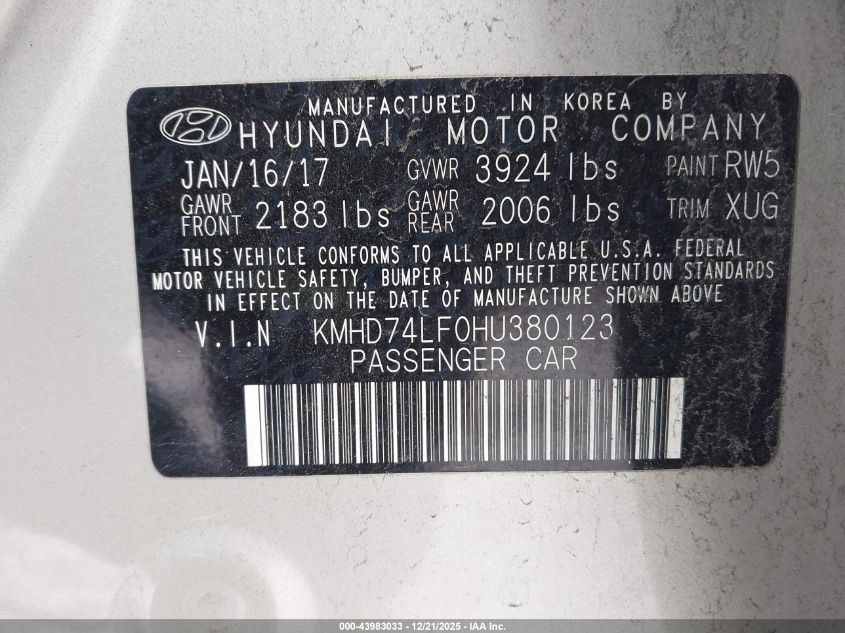 MANUFACTURED IN KOREA BY
HYUNDAI MOTOR COMPANY
JAN/16/17 GVWR 3924 lbs PAINT RW5
GAWR FRONT 2183 lbs GAWR REAR 2006 lbs TRIM XUG
THIS VEHICLE CONFORMS TO ALL APPLICABLE U.S.A. FEDERAL
MOTOR VEHICLE SAFETY, BUMPER, AND THEFT PREVENTION STANDARDS
IN EFFECT ON THE DATE OF MANUFACTURE SHOWN ABOVE
V.I.N KMHD74LF0HU380123
PASSENGER CAR
000-43983033 - 12/21/2025 - IAA Inc.